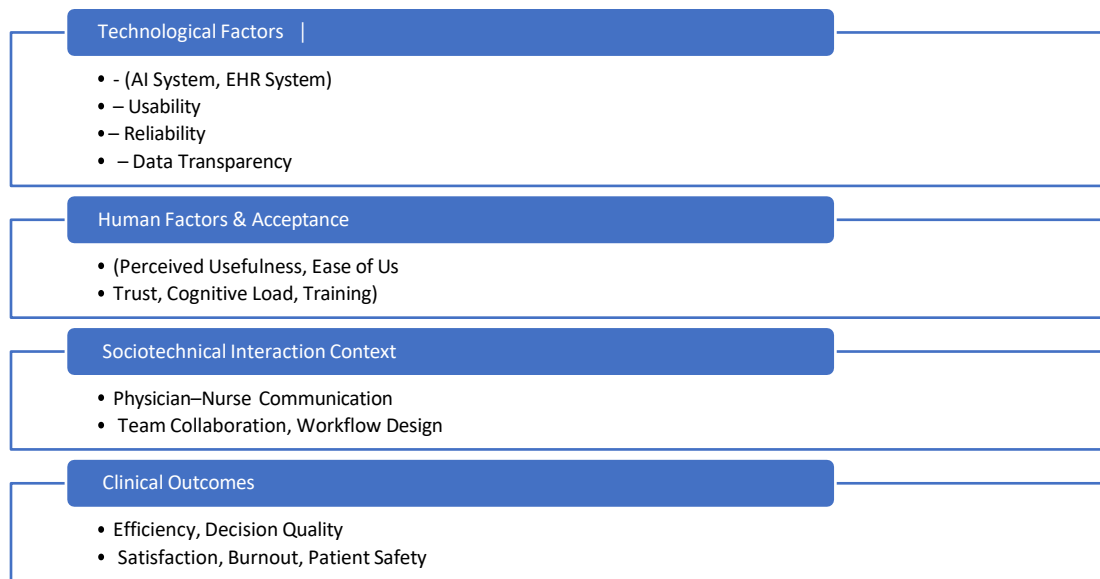 Technological Factors |
• - (AI System, EHR System)
• – Usability
• – Reliability
• – Data Transparency
Human Factors & Acceptance
• (Perceived Usefulness, Ease of Us
• Trust, Cognitive Load, Training)
Sociotechnical Interaction Context
• Physician–Nurse Communication
• Team Collaboration, Workflow Design
Clinical Outcomes
• Efficiency, Decision Quality
• Satisfaction, Burnout, Patient Safety